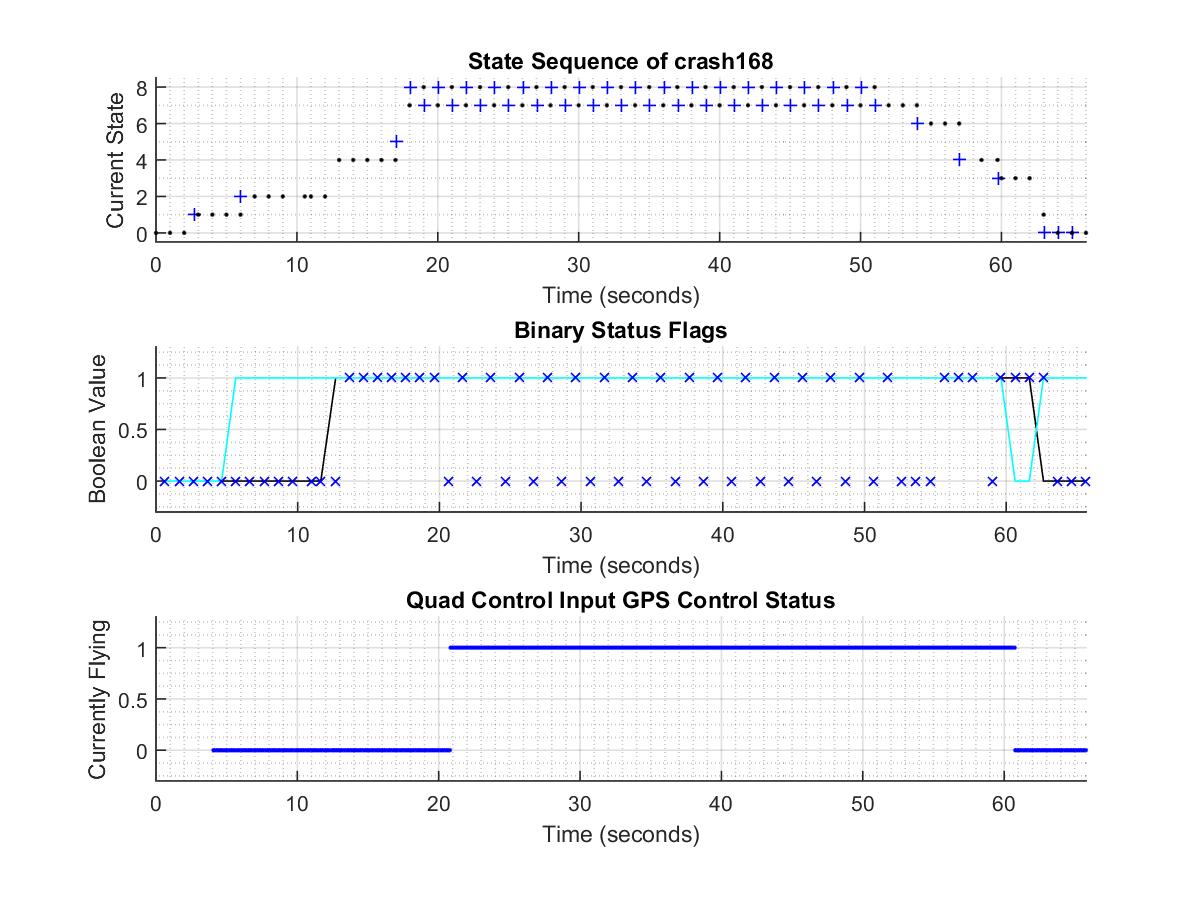 State Sequence of crash168
Current State
8
6
4
2
0
0 10 20 30 40 50 60
Time (seconds)
Binary Status Flags
Boolean Value
1
0.5
0
0 10 20 30 40 50 60
Time (seconds)
Quad Control Input GPS Control Status
Currently Flying
1
0.5
0
0 10 20 30 40 50 60
Time (seconds)